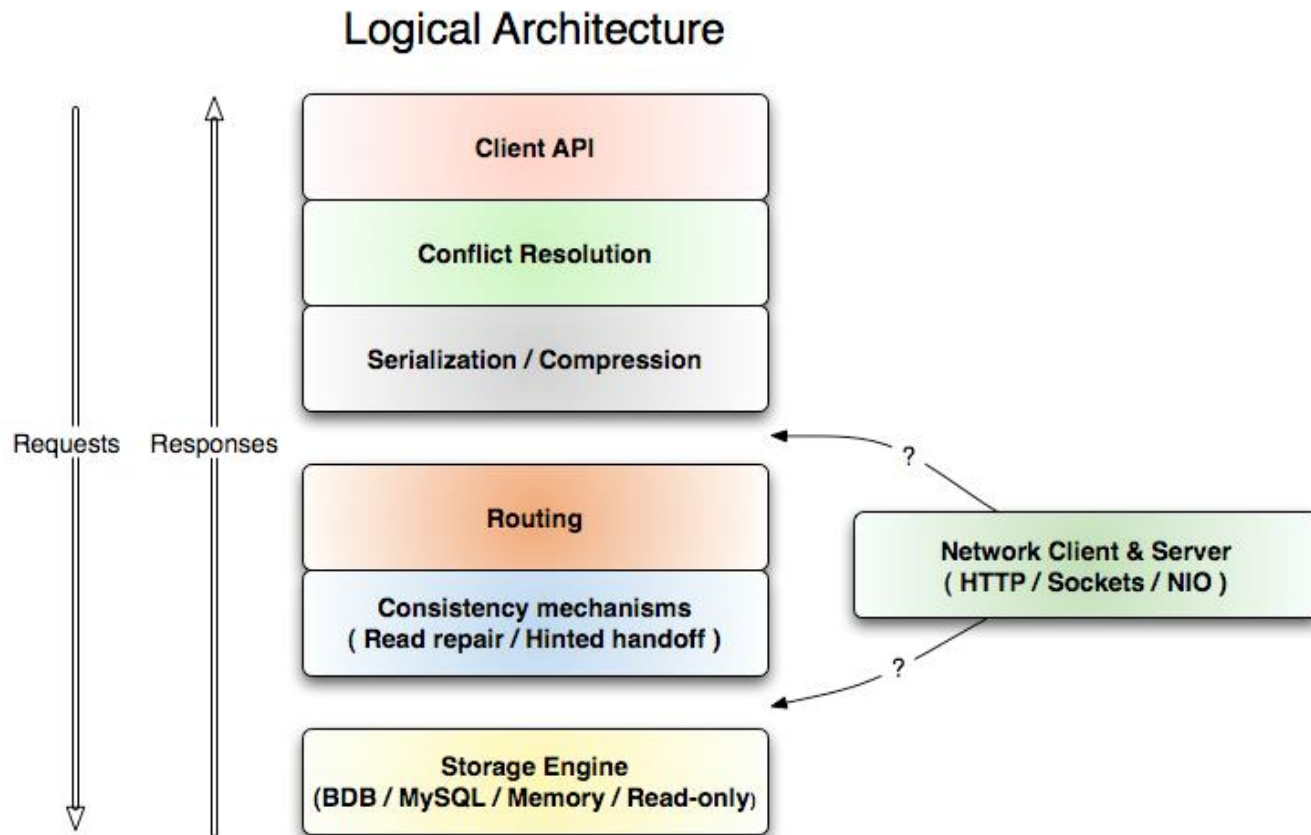 Logical Architecture
Client API
Conflict Resolution
Serialization / Compression
Requests
Responses
?
Routing
Network Client & Server
( HTTP / Sockets / NIO )
Consistency mechanisms
( Read repair / Hinted handoff )
?
Storage Engine
(BDB / MySQL / Memory / Read-only)